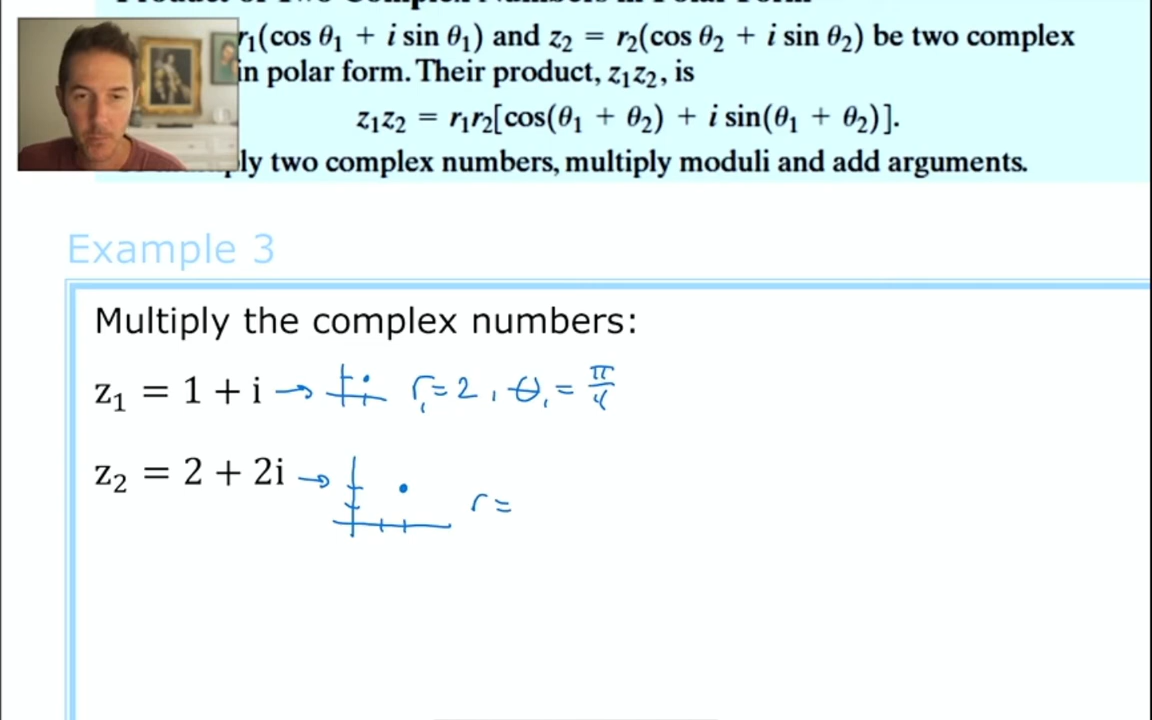 r₁(cos θ₁ + i sin θ₁) and z₂ = r₂(cos θ₂ + i sin θ₂) be two complex
in polar form. Their product, z₁z₂, is
z₁z₂ = r₁r₂[cos(θ₁ + θ₂) + i sin(θ₁ + θ₂)].
ly two complex numbers, multiply moduli and add arguments.
Example 3
Multiply the complex numbers:
z₁ = 1 + i → r₁ = 2, θ₁ = π/4
z₂ = 2 + 2i → r =